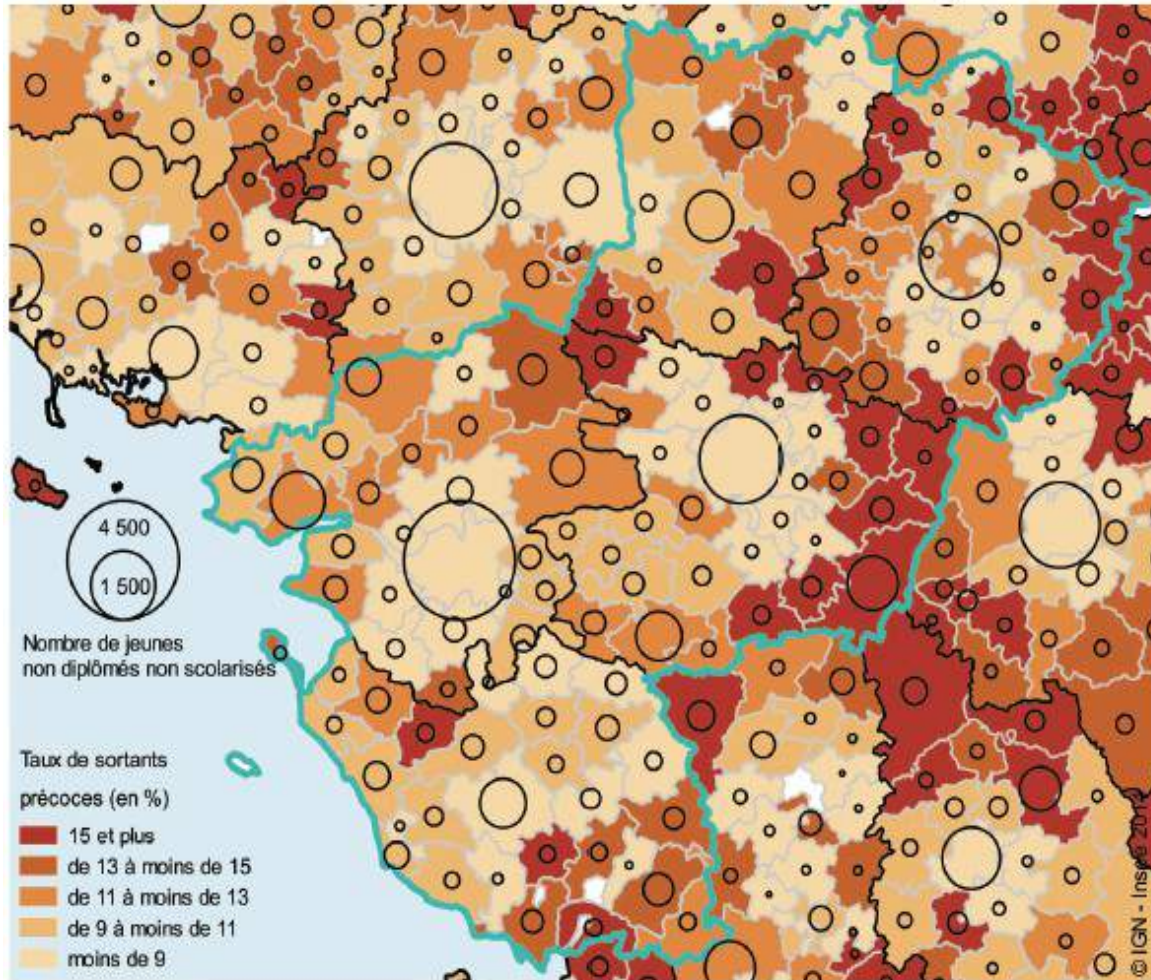 4 500
1 500
Nombre de jeunes
non diplômés non scolarisés
Taux de sortants
précoces (en %)
15 et plus
de 13 à moins de 15
de 11 à moins de 13
de 9 à moins de 11
moins de 9
© IGN - Insee